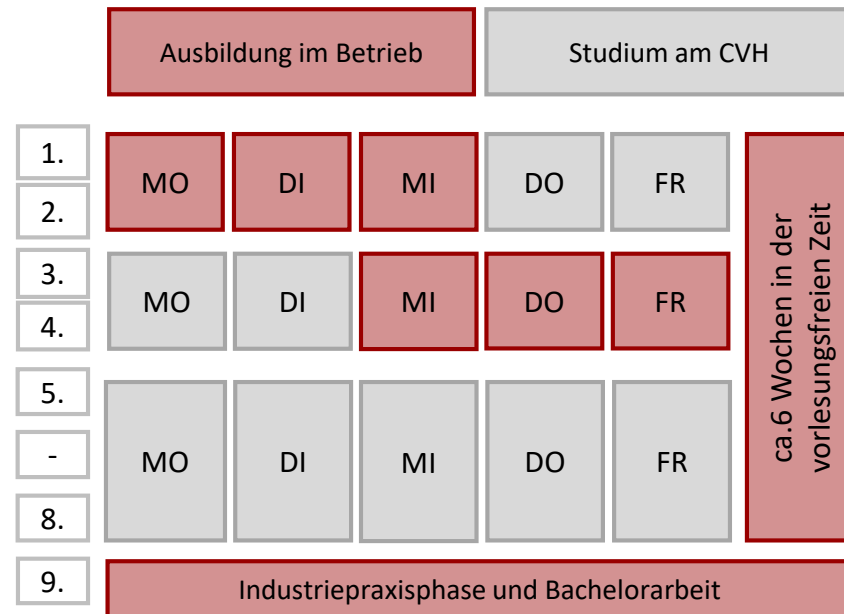 Ausbildung im Betrieb
Studium am CVH
1.
2.
MO
DI
MI
DO
FR
3.
4.
MO
DI
MI
DO
FR
5.
-
8.
MO
DI
MI
DO
FR
ca.6 Wochen in der
vorlesungsfreien Zeit
9.
Industriepraxisphase und Bachelorarbeit